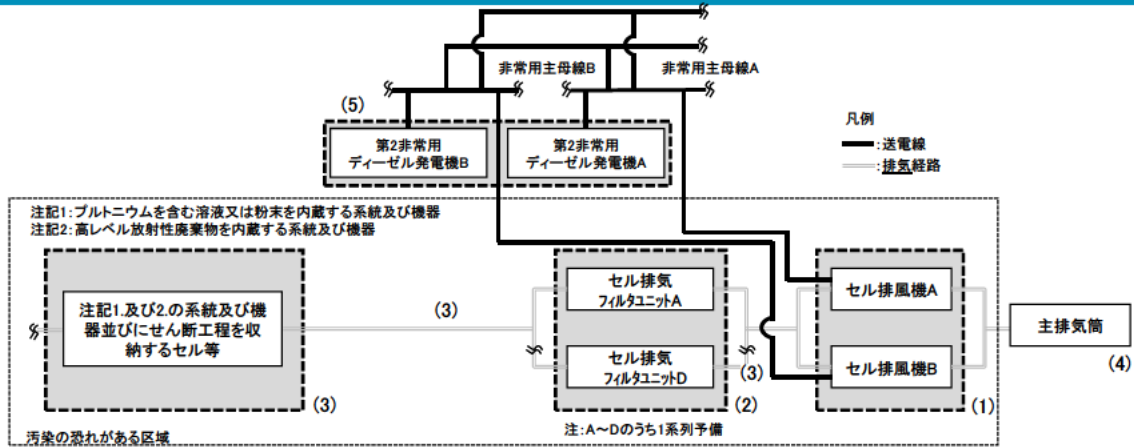 非常用主母線B
非常用主母線A
(5)
第2非常用
ディーゼル発電機B
第2非常用
ディーゼル発電機A
凡例
:送電線
:排気経路
注記1:プルトニウムを含む溶液又は粉末を内蔵する系統及び機器
注記2:高レベル放射性廃棄物を内蔵する系統及び機器
注記1.及び2.の系統及び機
器並びにせん断工程を収
納するセル等
(3)
(3)
セル排気
フィルタユニットA
セル排気
フィルタユニットD
(3)
(2)
注:A~Dのうち1系列予備
セル排風機A
セル排風機B
(1)
主排気筒
(4)
汚染の恐れがある区域